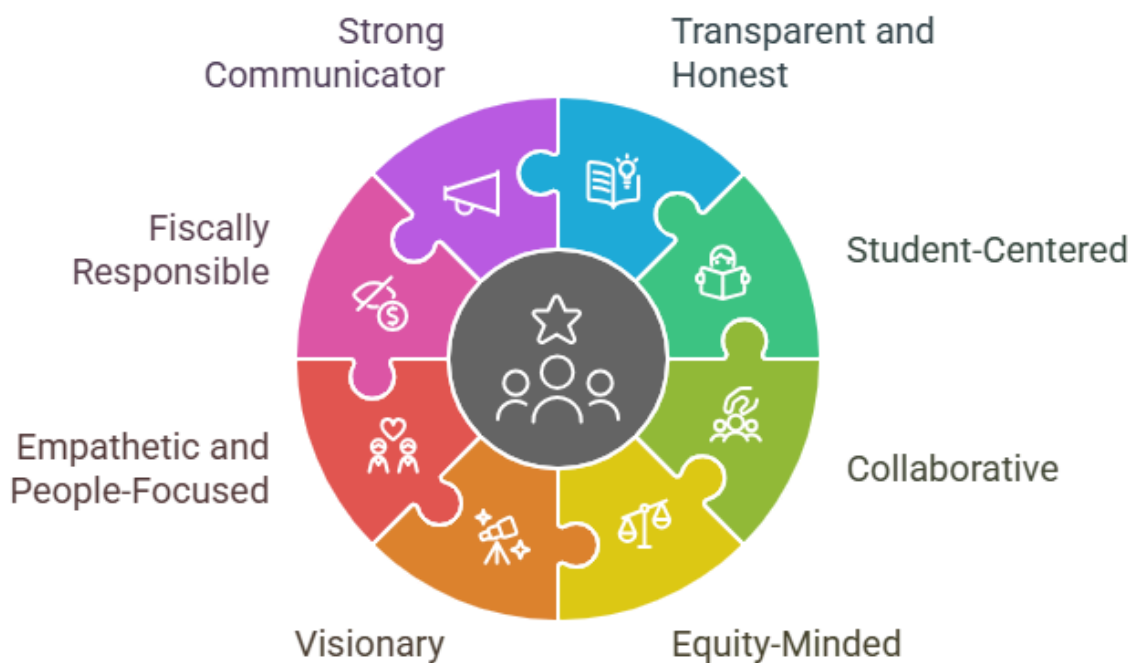 Strong
Communicator
Transparent and
Honest
Fiscally
Responsible
Student-Centered
Empathetic and
People-Focused
Collaborative
Visionary
Equity-Minded